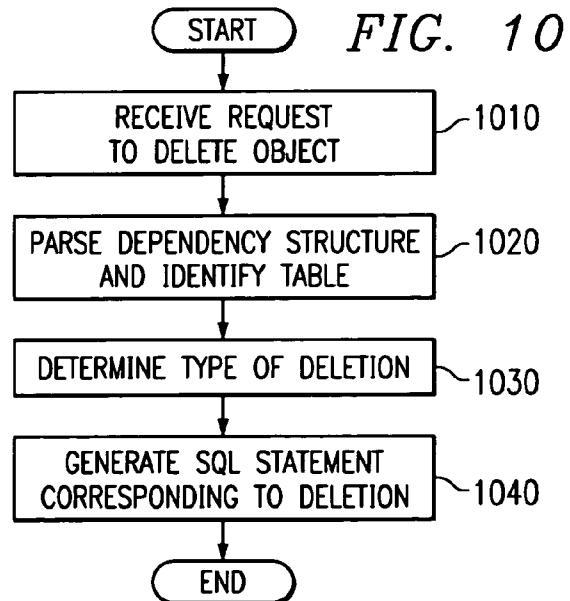 START
FIG. 10
RECEIVE REQUEST
TO DELETE OBJECT
1010
PARSE DEPENDENCY STRUCTURE
AND IDENTIFY TABLE
1020
DETERMINE TYPE OF DELETION
1030
GENERATE SQL STATEMENT
CORRESPONDING TO DELETION
1040
END